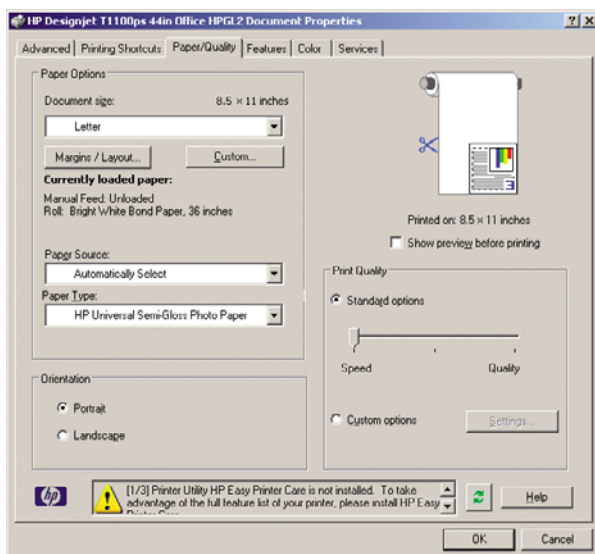 HP Designjet T1100ps 44in Office HPGL2 Document Properties
Advanced Printing Shortcuts Paper/Quality Features Color Services
Paper Options
Document size: 8.5 × 11 inches
Letter
Margins / Layout... Custom...
Currently loaded paper:
Manual Feed: Unloaded
Roll: Bright White Bond Paper, 36 inches
Paper Source:
Automatically Select
Paper Type:
HP Universal Semi-Gloss Photo Paper
Orientation
Portrait
Landscape
3
Printed on: 8.5 × 11 inches
Show preview before printing
Print Quality
Standard options
Speed Quality
Custom options Settings...
hp
[1/3] Printer Utility HP Easy Printer Care is not installed. To take
advantage of the full feature list of your printer, please install HP Easy
Printer Care
Help
OK Cancel